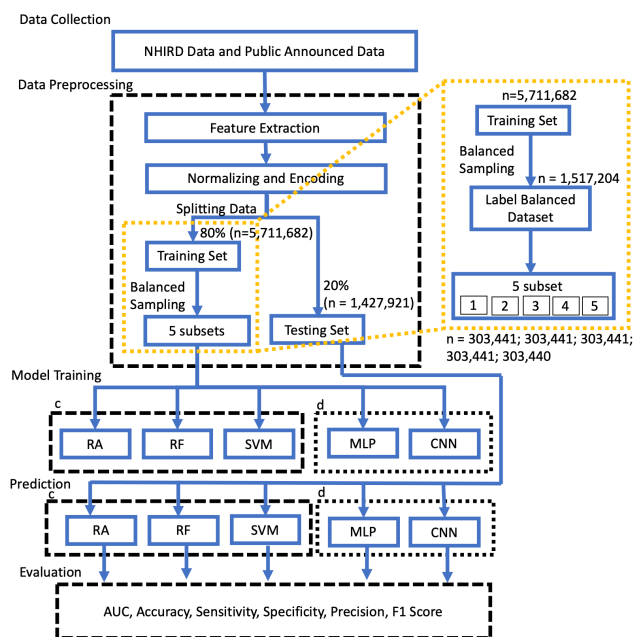 Data Collection
NHIRD Data and Public Announced Data
Data Preprocessing
Feature Extraction
Normalizing and Encoding
Splitting Data
80% (n=5,711,682)
Training Set
Balanced
Sampling
5 subsets
20%
(n = 1,427,921)
Testing Set
n=5,711,682
Training Set
Balanced
Sampling
n = 1,517,204
Label Balanced
Dataset
5 subset
1 2 3 4 5
n = 303,441; 303,441; 303,441;
303,441; 303,440
Model Training
c
d
RA RF SVM MLP CNN
Prediction
c
d
RA RF SVM MLP CNN
Evaluation
AUC, Accuracy, Sensitivity, Specificity, Precision, F1 Score